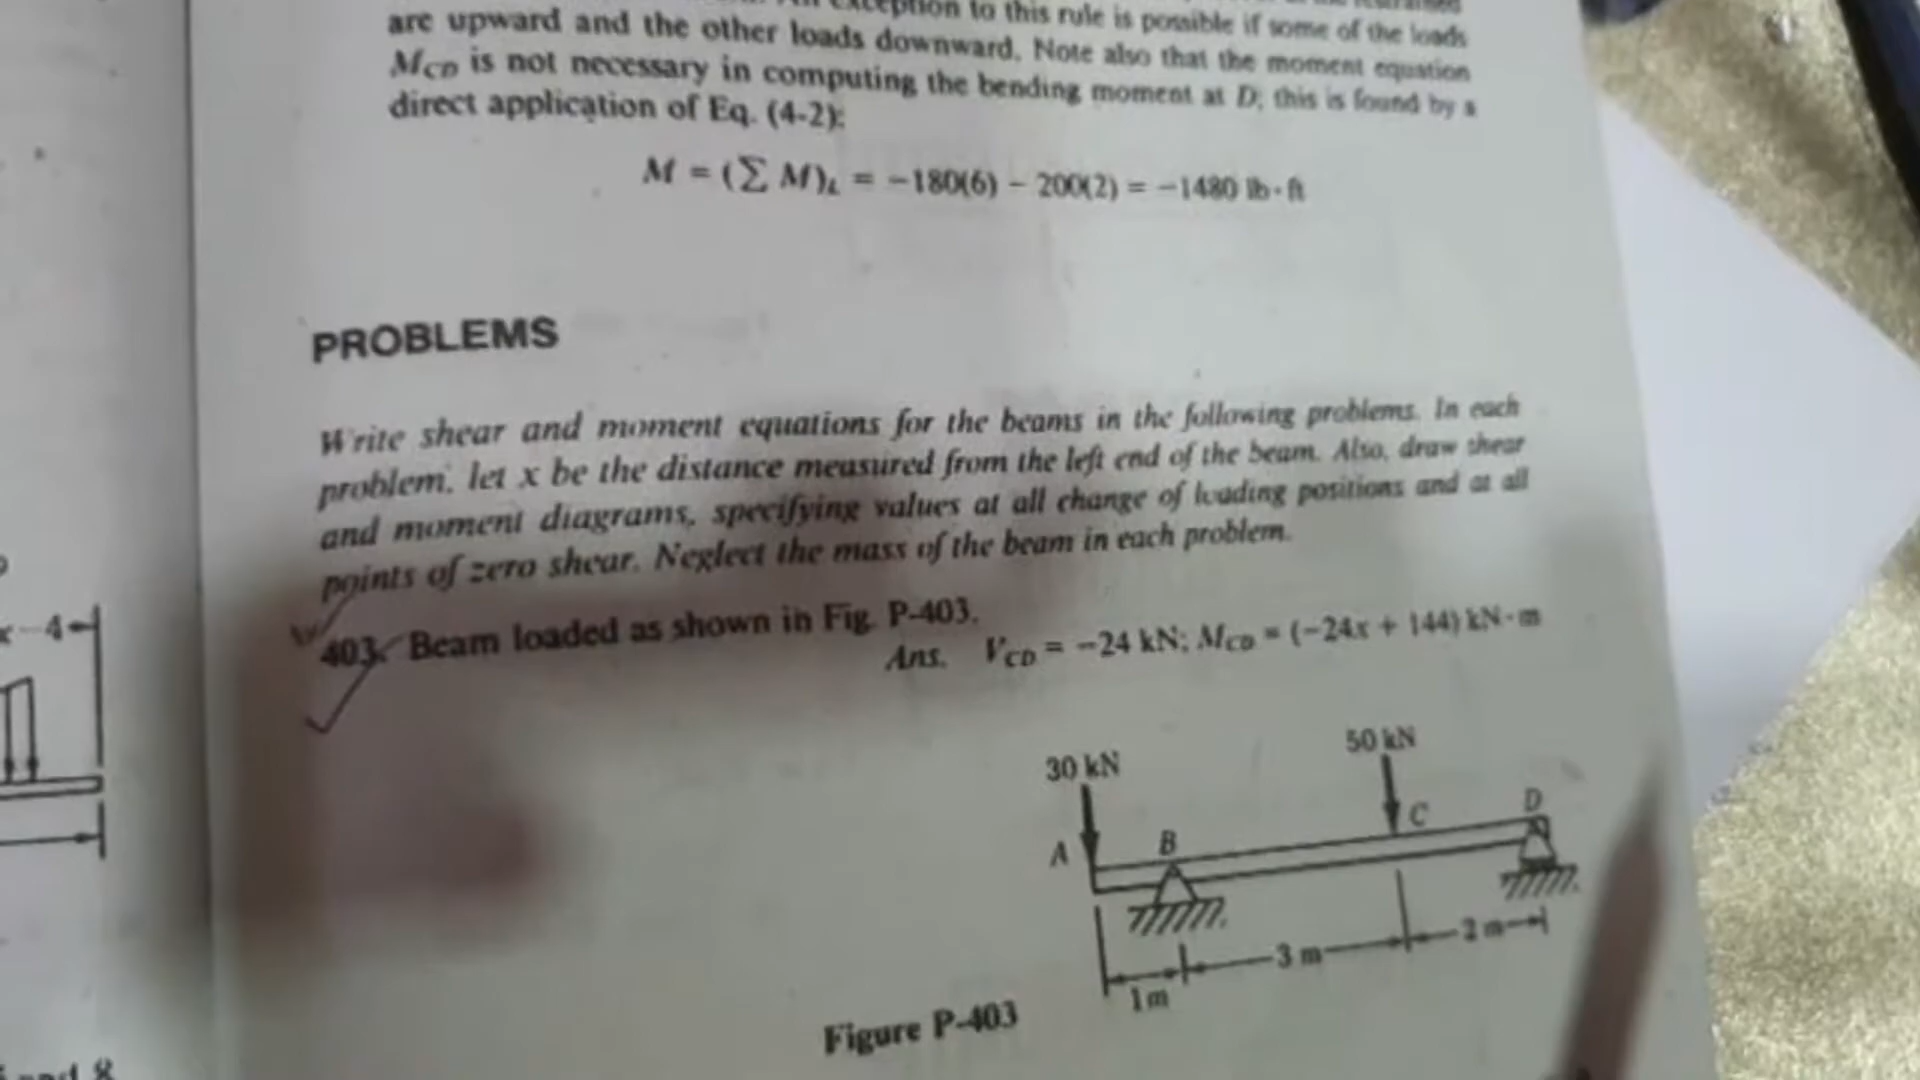 exception to this rule is possible if some of the loads
are upward and the other loads downward. Note also that the moment equation
M_CD is not necessary in computing the bending moment at D; this is found by a
direct application of Eq. (4-2):
M = (∑ M)_L = −180(6) − 200(2) = −1480 lb·ft
PROBLEMS
Write shear and moment equations for the beams in the following problems. In each
problem, let x be the distance measured from the left end of the beam. Also, draw shear
and moment diagrams, specifying values at all change of loading positions and at all
points of zero shear. Neglect the mass of the beam in each problem.
403. Beam loaded as shown in Fig. P-403.
Ans. V_CD = −24 kN; M_CD = (−24x + 144) kN·m
30 kN
50 kN
A
B
C
D
1 m
3 m
2 m
Figure P-403
x−4
8